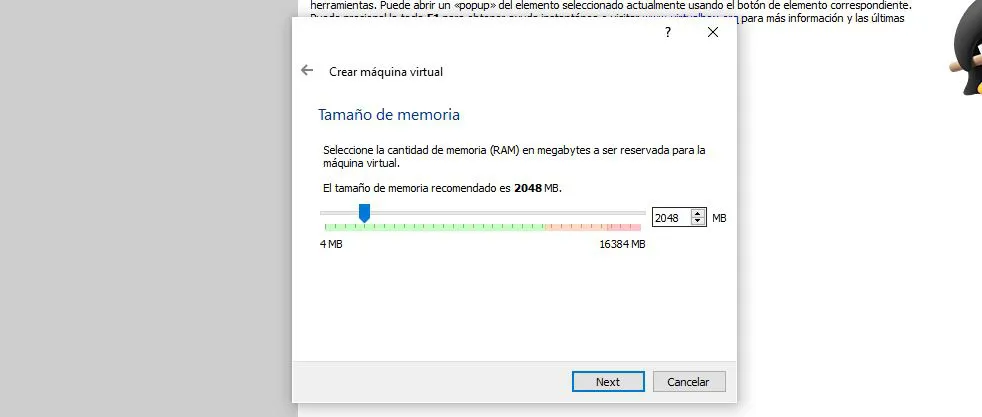 herramientas. Puede abrir un «popup» del elemento seleccionado actualmente usando el botón de elemento correspondiente.
para más información y las últimas
?
Crear máquina virtual
Tamaño de memoria
Seleccione la cantidad de memoria (RAM) en megabytes a ser reservada para la
máquina virtual.
El tamaño de memoria recomendado es 2048 MB.
2048 MB
4 MB 16384 MB
Next Cancelar